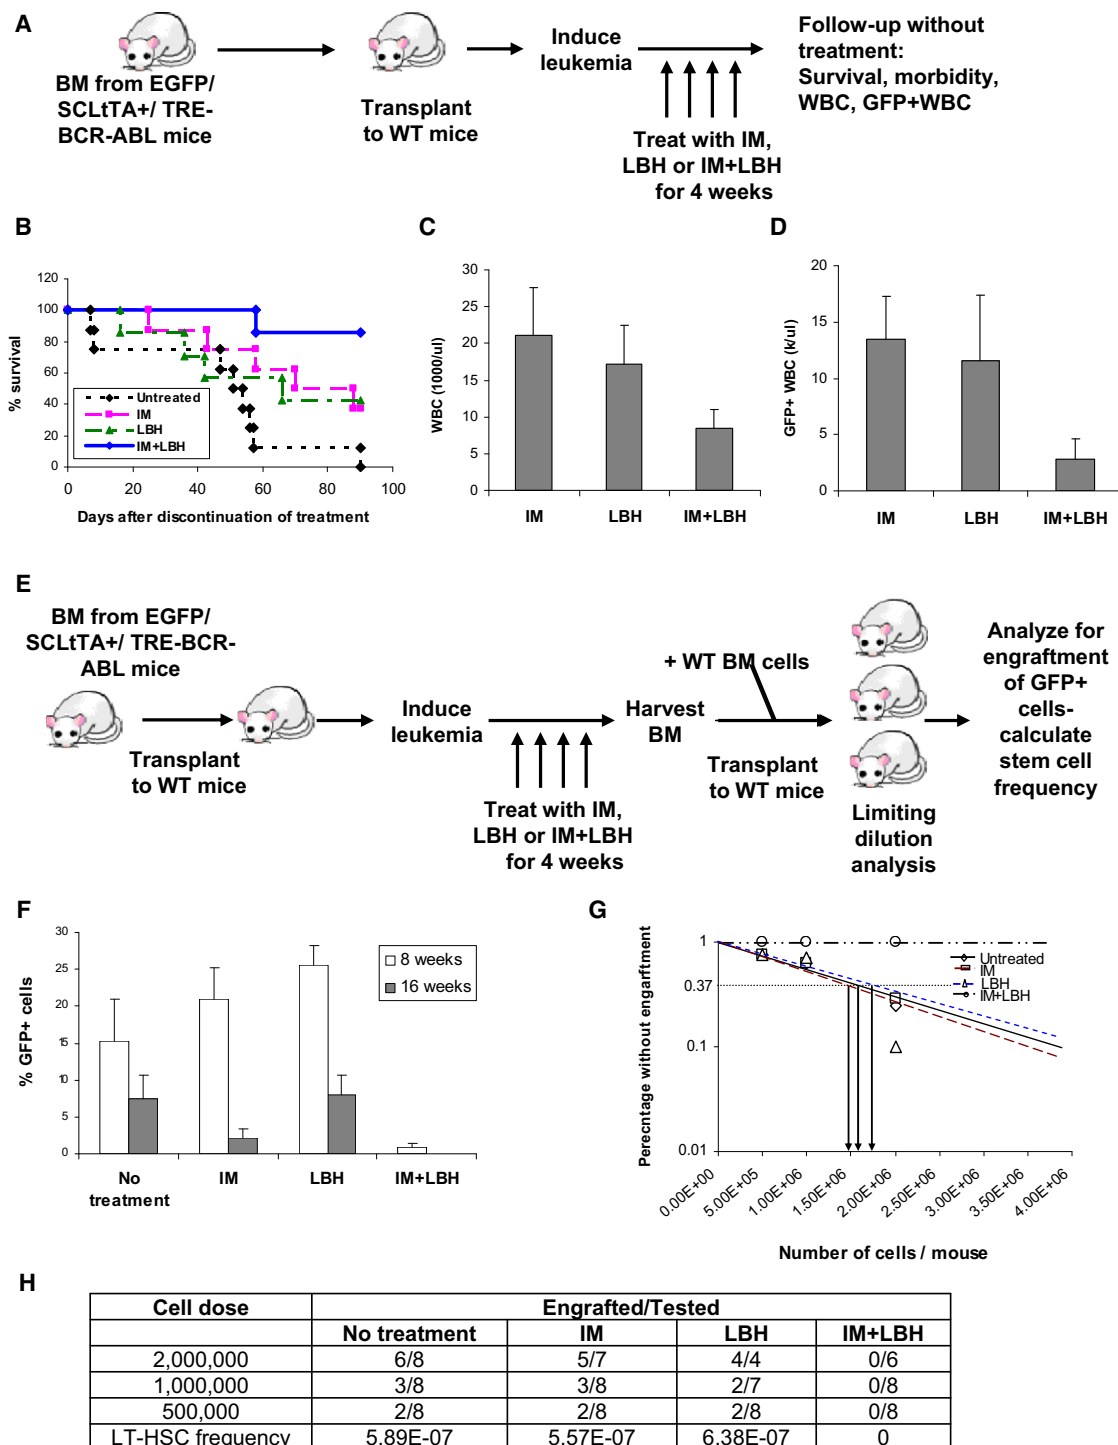 A
BM from EGFP/
SCLtTA+/ TRE-
BCR-ABL mice
Transplant
to WT mice
Induce
leukemia
Treat with IM,
LBH or IM+LBH
for 4 weeks
Follow-up without
treatment:
Survival, morbidity,
WBC, GFP+WBC
B
% survival
120
100
80
60
40
20
0
Untreated
IM
LBH
IM+LBH
0 20 40 60 80 100
Days after discontinuation of treatment
C
WBC (1000/ul)
30
25
20
15
10
5
0
IM LBH IM+LBH
D
GFP+ WBC (k/ul)
20
15
10
5
0
IM LBH IM+LBH
E
BM from EGFP/
SCLtTA+/ TRE-BCR-
ABL mice
Transplant
to WT mice
Induce
leukemia
Treat with IM,
LBH or IM+LBH
for 4 weeks
Harvest
BM
+ WT BM cells
Transplant
to WT mice
Limiting
dilution
analysis
Analyze for
engraftment
of GFP+
cells-
calculate
stem cell
frequency
F
% GFP+ cells
30
25
20
15
10
5
0
8 weeks
16 weeks
No
treatment
IM LBH IM+LBH
G
Perecntage without engarftment
1
0.37
0.1
0.01
Untreated
IM
LBH
IM+LBH
0.00E+00
5.00E+05
1.00E+06
1.50E+06
2.00E+06
2.50E+06
3.00E+06
3.50E+06
4.00E+06
Number of cells / mouse
H
Cell dose Engrafted/Tested
No treatment IM LBH IM+LBH
2,000,000 6/8 5/7 4/4 0/6
1,000,000 3/8 3/8 2/7 0/8
500,000 2/8 2/8 2/8 0/8
LT-HSC frequency 5.89E-07 5.57E-07 6.38E-07 0